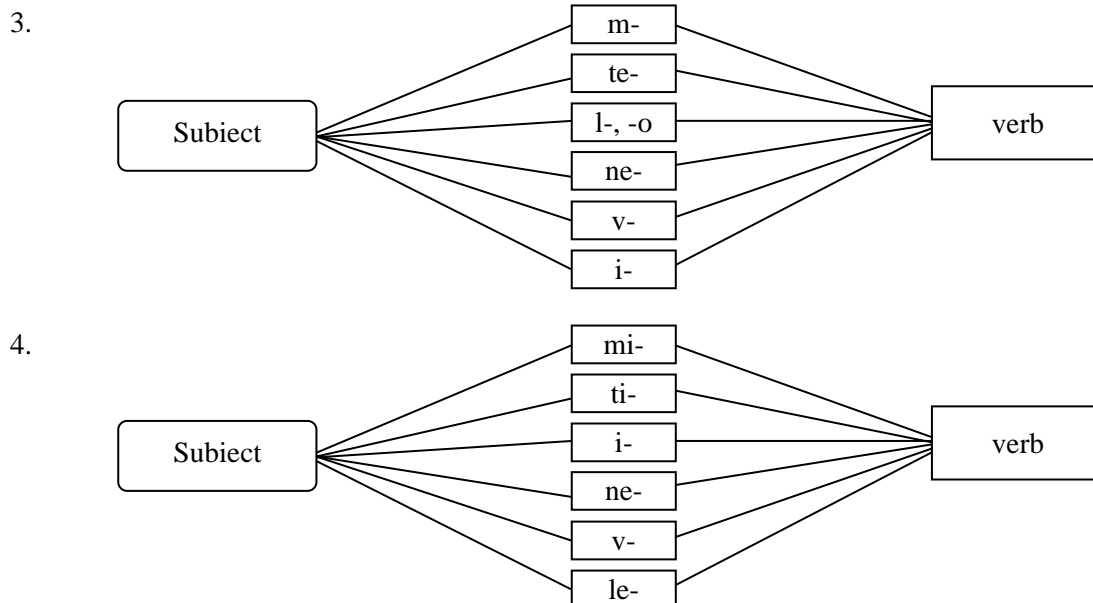 3.
m-
te-
Subiect
l-, -o
verb
ne-
v-
i-
4.
mi-
ti-
Subiect
i-
verb
ne-
v-
le-